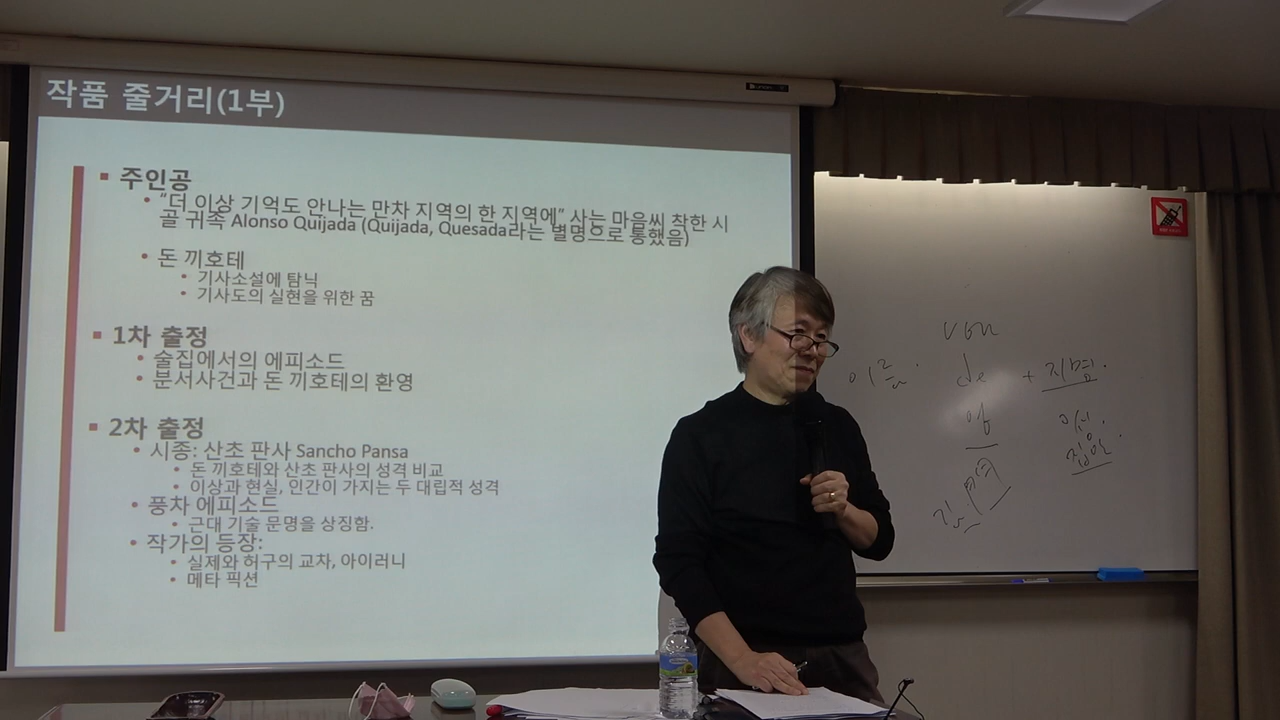 작품 줄거리(1부)
▪ 주인공
• "더 이상 기억도 안나는 만차 지역의 한 지역에" 사는 마음씨 착한 시
골 귀족 Alonso Quijada (Quijada, Quesada라는 별명으로 통했음)
• 돈 끼호테
• 기사소설에 탐닉
• 기사도의 실현을 위한 꿈
▪ 1차 출정
• 술집에서의 에피소드
• 분서사건과 돈 끼호테의 환영
▪ 2차 출정
• 시종: 산초 판사 Sancho Pansa
• 돈 끼호테와 산초 판사의 성격 비교
• 이상과 현실, 인간이 가지는 두 대립적 성격
• 풍차 에피소드
• 근대 기술 문명을 상징함.
• 작가의 등장:
• 실제와 허구의 교차, 아이러니
• 메타 픽션
von
이름 de + 지명.
of